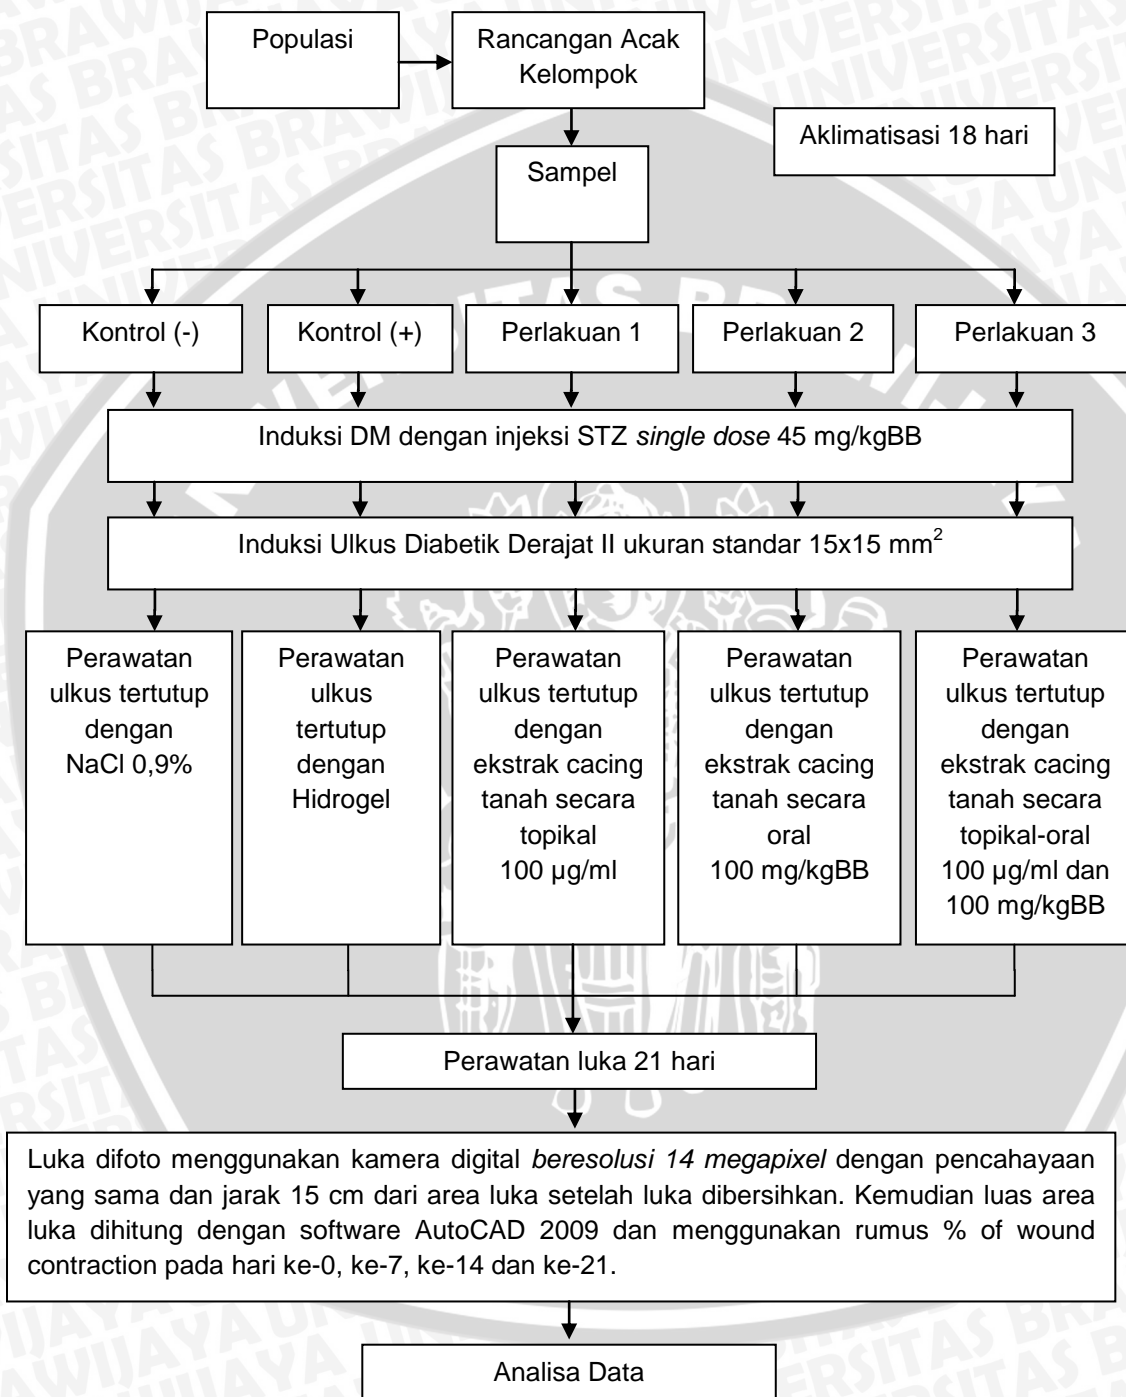 Populasi
Rancangan Acak
Kelompok
Aklimatisasi 18 hari
Sampel
Kontrol (-)
Kontrol (+)
Perlakuan 1
Perlakuan 2
Perlakuan 3
Induksi DM dengan injeksi STZ single dose 45 mg/kgBB
Induksi Ulkus Diabetik Derajat II ukuran standar 15x15 mm²
Perawatan
ulkus tertutup
dengan
NaCl 0,9%
Perawatan
ulkus
tertutup
dengan
Hidrogel
Perawatan
ulkus tertutup
dengan
ekstrak cacing
tanah secara
topikal
100 µg/ml
Perawatan
ulkus tertutup
dengan
ekstrak cacing
tanah secara
oral
100 mg/kgBB
Perawatan
ulkus tertutup
dengan
ekstrak cacing
tanah secara
topikal-oral
100 µg/ml dan
100 mg/kgBB
Perawatan luka 21 hari
Luka difoto menggunakan kamera digital beresolusi 14 megapixel dengan pencahayaan
yang sama dan jarak 15 cm dari area luka setelah luka dibersihkan. Kemudian luas area
luka dihitung dengan software AutoCAD 2009 dan menggunakan rumus % of wound
contraction pada hari ke-0, ke-7, ke-14 dan ke-21.
Analisa Data